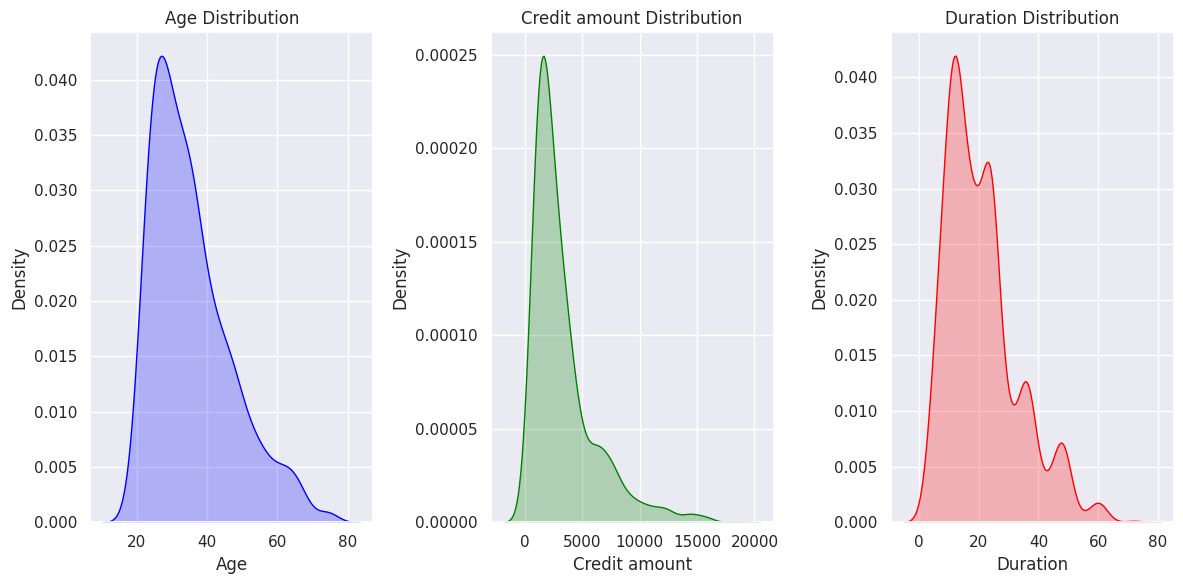 Age Distribution
Density
0.040
0.035
0.030
0.025
0.020
0.015
0.010
0.005
0.000
20 40 60 80
Age
Credit amount Distribution
Density
0.00025
0.00020
0.00015
0.00010
0.00005
0.00000
0 5000 10000 15000 20000
Credit amount
Duration Distribution
Density
0.040
0.035
0.030
0.025
0.020
0.015
0.010
0.005
0.000
0 20 40 60 80
Duration